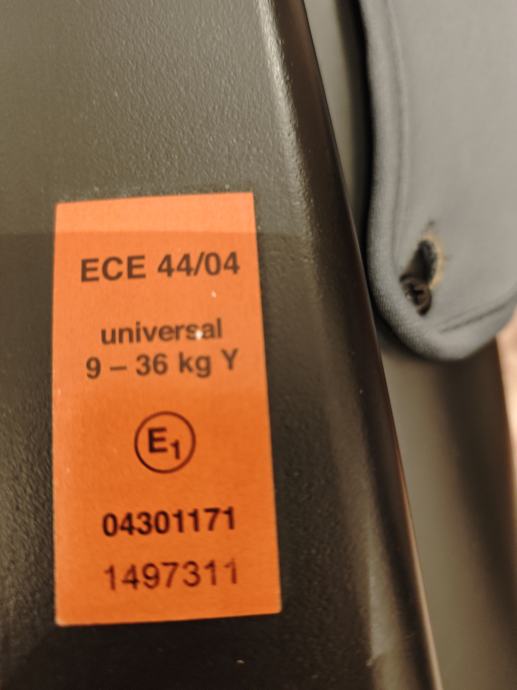 ECE 44/04
universal
9 – 36 kg Y
E1
04301171
1497311